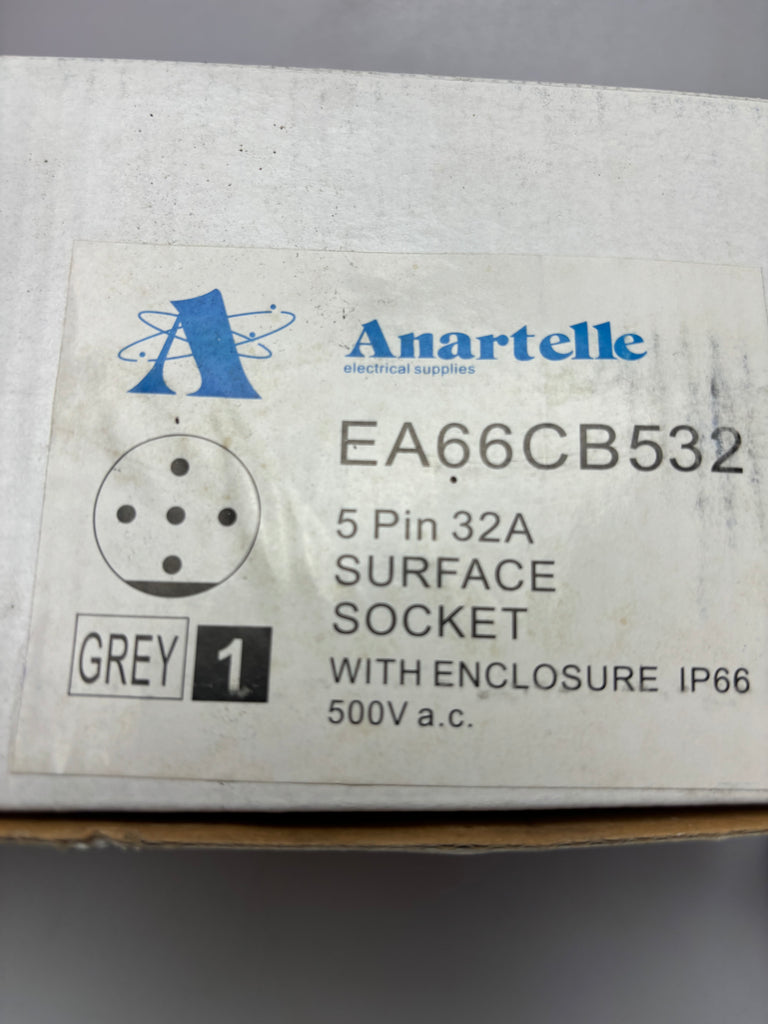 A
Anartelle
electrical supplies
EA66CB532
5 Pin 32A
SURFACE
SOCKET
WITH ENCLOSURE IP66
500V a.c.
GREY 1